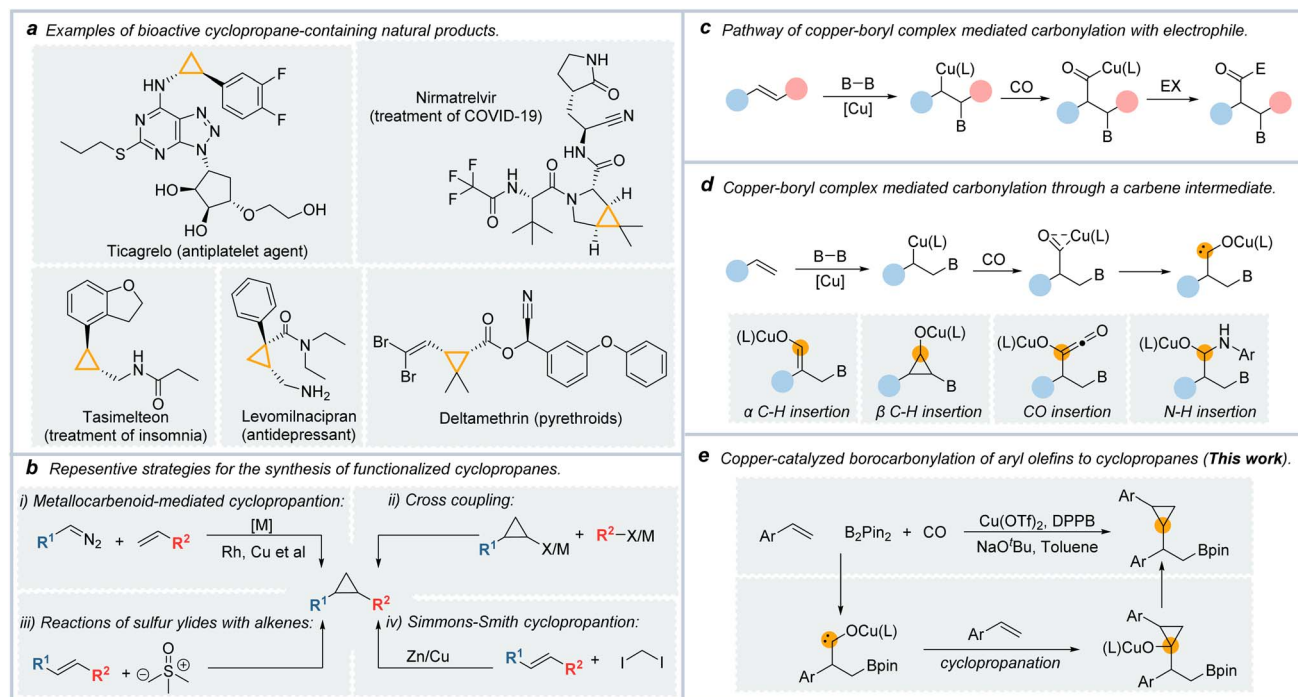 a Examples of bioactive cyclopropane-containing natural products.
F
F
HN
N
N
N
N
N
S
HO
HO
O
OH
Ticagrelo (antiplatelet agent)
Nirmatrelvir
(treatment of COVID-19)
NH
O
N
NH
O
F
F
F
H
N
O
O
N
H
H
O
O
N
H
Tasimelteon
(treatment of insomnia)
O
N
NH2
Levomilnacipran
(antidepressant)
Br
Br
O
O
N
O
Deltamethrin (pyrethroids)
b Repesentive strategies for the synthesis of functionalized cyclopropanes.
i) Metallocarbenoid-mediated cyclopropantion:
R1 N2 + R2
[M]
Rh, Cu et al
ii) Cross coupling:
R1 X/M + R2–X/M
R1 R2
iii) Reactions of sulfur ylides with alkenes:
R1 R2 + ⊖ O S ⊕
iv) Simmons-Smith cyclopropantion:
Zn/Cu
R1 R2 + I I
c Pathway of copper-boryl complex mediated carbonylation with electrophile.
B–B
[Cu]
Cu(L)
B
CO
O Cu(L)
B
EX
O E
B
d Copper-boryl complex mediated carbonylation through a carbene intermediate.
B–B
[Cu]
Cu(L)
B
CO
O Cu(L)
B
OCu(L)
B
(L)CuO
B
α C-H insertion
OCu(L)
B
β C-H insertion
(L)CuO O
B
CO insertion
(L)CuO H
N Ar
B
N-H insertion
e Copper-catalyzed borocarbonylation of aryl olefins to cyclopropanes (This work).
Ar B2Pin2 + CO
Cu(OTf)2, DPPB
NaOtBu, Toluene
Ar
Ar Bpin
OCu(L)
Ar Bpin
Ar
cyclopropanation
Ar
(L)CuO
Ar Bpin